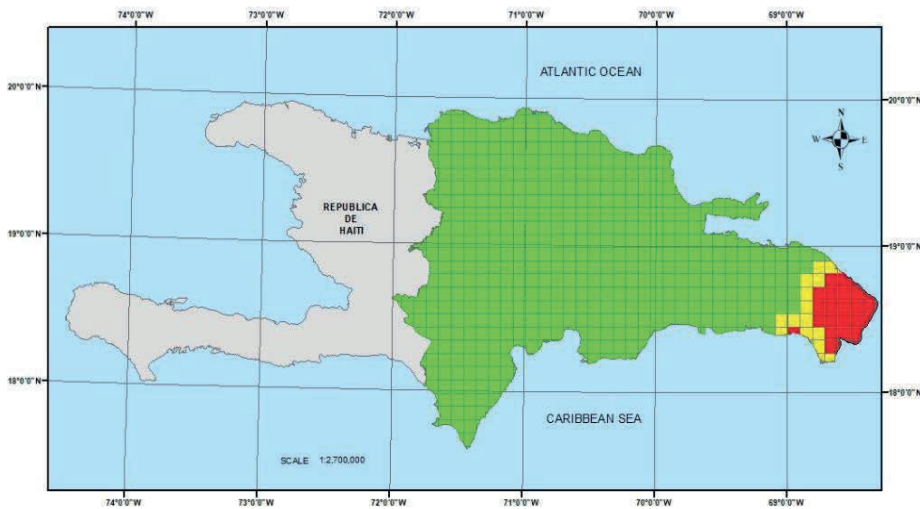 74°0'0"W 73°0'0"W 72°0'0"W 71°0'0"W 70°0'0"W 69°0'0"W
ATLANTIC OCEAN
20°0'0"N 20°0'0"N
N
W E
S
REPUBLICA
DE
HAITI
19°0'0"N 19°0'0"N
18°0'0"N 18°0'0"N
CARIBBEAN SEA
SCALE 1:2,700,000
74°0'0"W 73°0'0"W 72°0'0"W 71°0'0"W 70°0'0"W 69°0'0"W